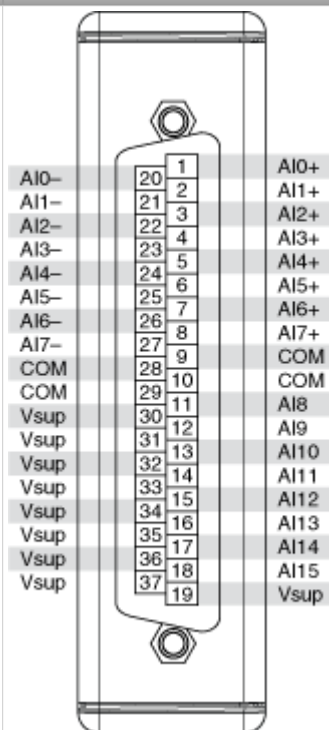 1 AI0+
AI0– 20
2 AI1+
AI1– 21
3 AI2+
AI2– 22
4 AI3+
AI3– 23
5 AI4+
AI4– 24
6 AI5+
AI5– 25
7 AI6+
AI6– 26
8 AI7+
AI7– 27
9 COM
COM 28
10 COM
COM 29
11 AI8
Vsup 30
12 AI9
Vsup 31
13 AI10
Vsup 32
14 AI11
Vsup 33
15 AI12
Vsup 34
16 AI13
Vsup 35
17 AI14
Vsup 36
18 AI15
Vsup 37
19 Vsup